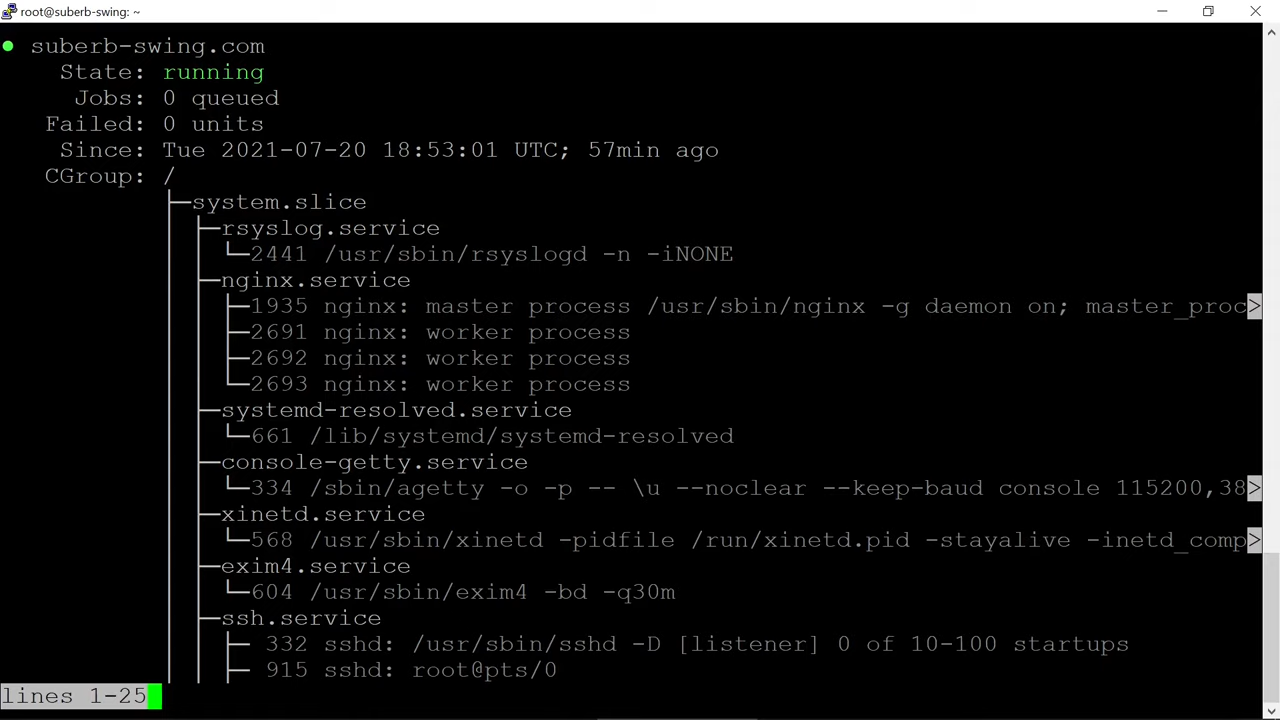 root@suberb-swing: ~
● suberb-swing.com
State: running
Jobs: 0 queued
Failed: 0 units
Since: Tue 2021-07-20 18:53:01 UTC; 57min ago
CGroup: /
├─system.slice
├─rsyslog.service
└─2441 /usr/sbin/rsyslogd -n -iNONE
├─nginx.service
├─1935 nginx: master process /usr/sbin/nginx -g daemon on; master_proc>
├─2691 nginx: worker process
├─2692 nginx: worker process
└─2693 nginx: worker process
├─systemd-resolved.service
└─661 /lib/systemd/systemd-resolved
├─console-getty.service
└─334 /sbin/agetty -o -p -- \u --noclear --keep-baud console 115200,38>
├─xinetd.service
└─568 /usr/sbin/xinetd -pidfile /run/xinetd.pid -stayalive -inetd_comp>
├─exim4.service
└─604 /usr/sbin/exim4 -bd -q30m
├─ssh.service
├─ 332 sshd: /usr/sbin/sshd -D [listener] 0 of 10-100 startups
├─ 915 sshd: root@pts/0
lines 1-25